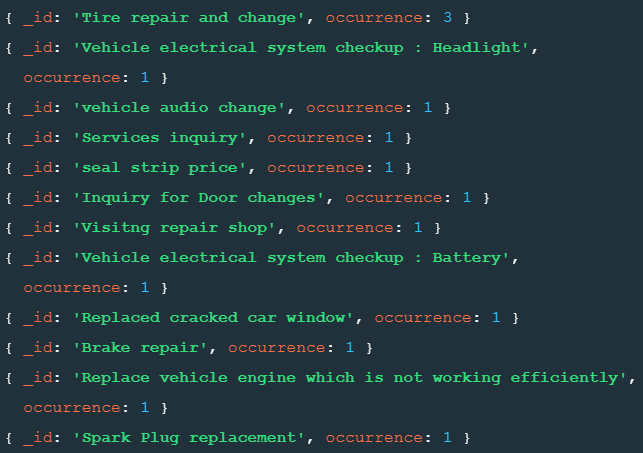 { _id: 'Tire repair and change', occurrence: 3 }
{ _id: 'Vehicle electrical system checkup : Headlight',
occurrence: 1 }
{ _id: 'vehicle audio change', occurrence: 1 }
{ _id: 'Services inquiry', occurrence: 1 }
{ _id: 'seal strip price', occurrence: 1 }
{ _id: 'Inquiry for Door changes', occurrence: 1 }
{ _id: 'Visitng repair shop', occurrence: 1 }
{ _id: 'Vehicle electrical system checkup : Battery',
occurrence: 1 }
{ _id: 'Replaced cracked car window', occurrence: 1 }
{ _id: 'Brake repair', occurrence: 1 }
{ _id: 'Replace vehicle engine which is not working efficiently',
occurrence: 1 }
{ _id: 'Spark Plug replacement', occurrence: 1 }